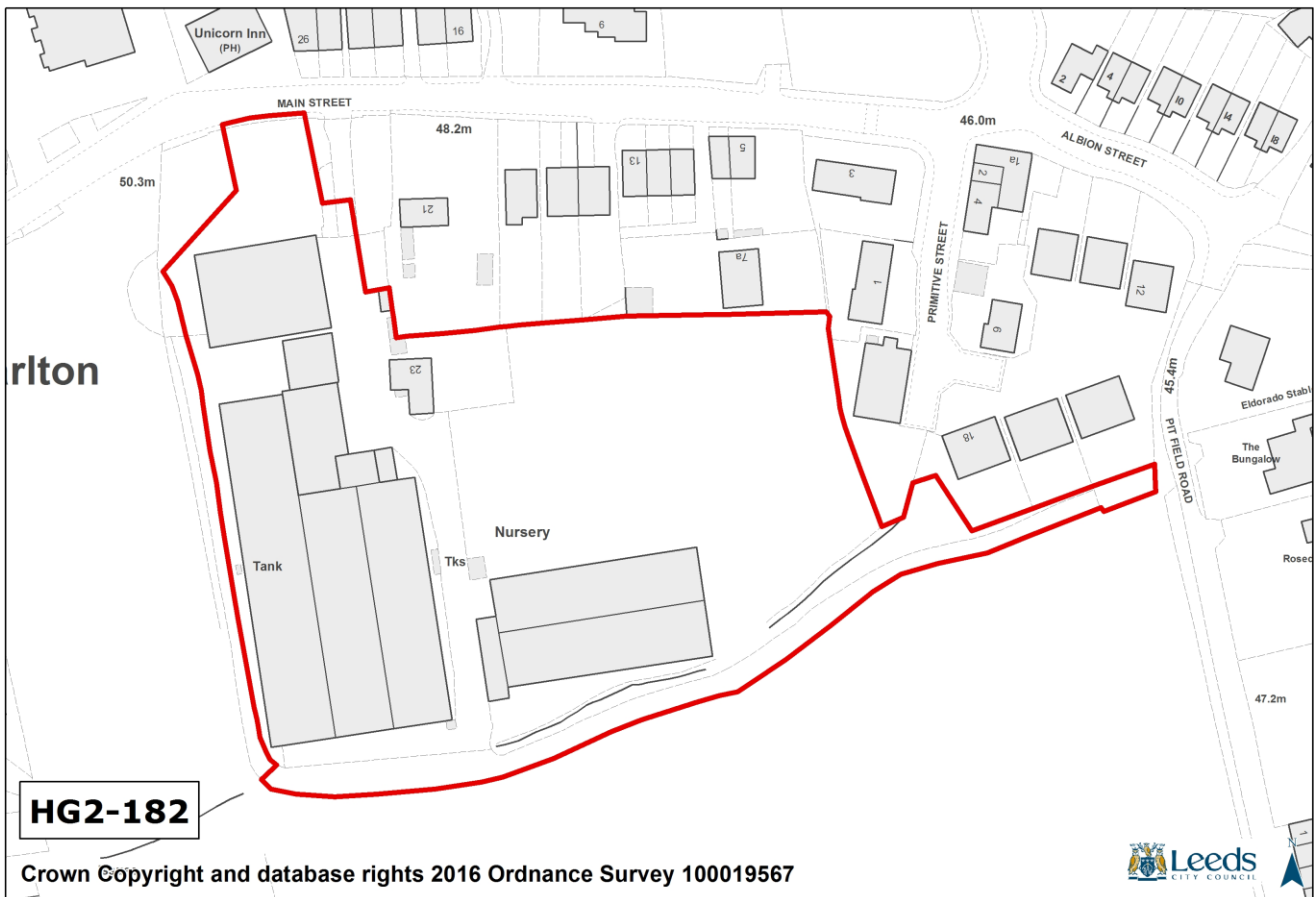 Unicorn Inn
(PH)
26
16
9
2
4
10
14
18
MAIN STREET
48.2m
46.0m
ALBION STREET
50.3m
21
13
5
3
1a
2
4
7a
1
PRIMITIVE STREET
12
6
rlton
23
45.4m
Eldorado Stabl
The
Bungalow
18
PIT FIELD ROAD
Nursery
Tank
Tks
Rosec
47.2m
HG2-182
1
N
Leeds
CITY COUNCIL
Crown Copyright and database rights 2016 Ordnance Survey 100019567